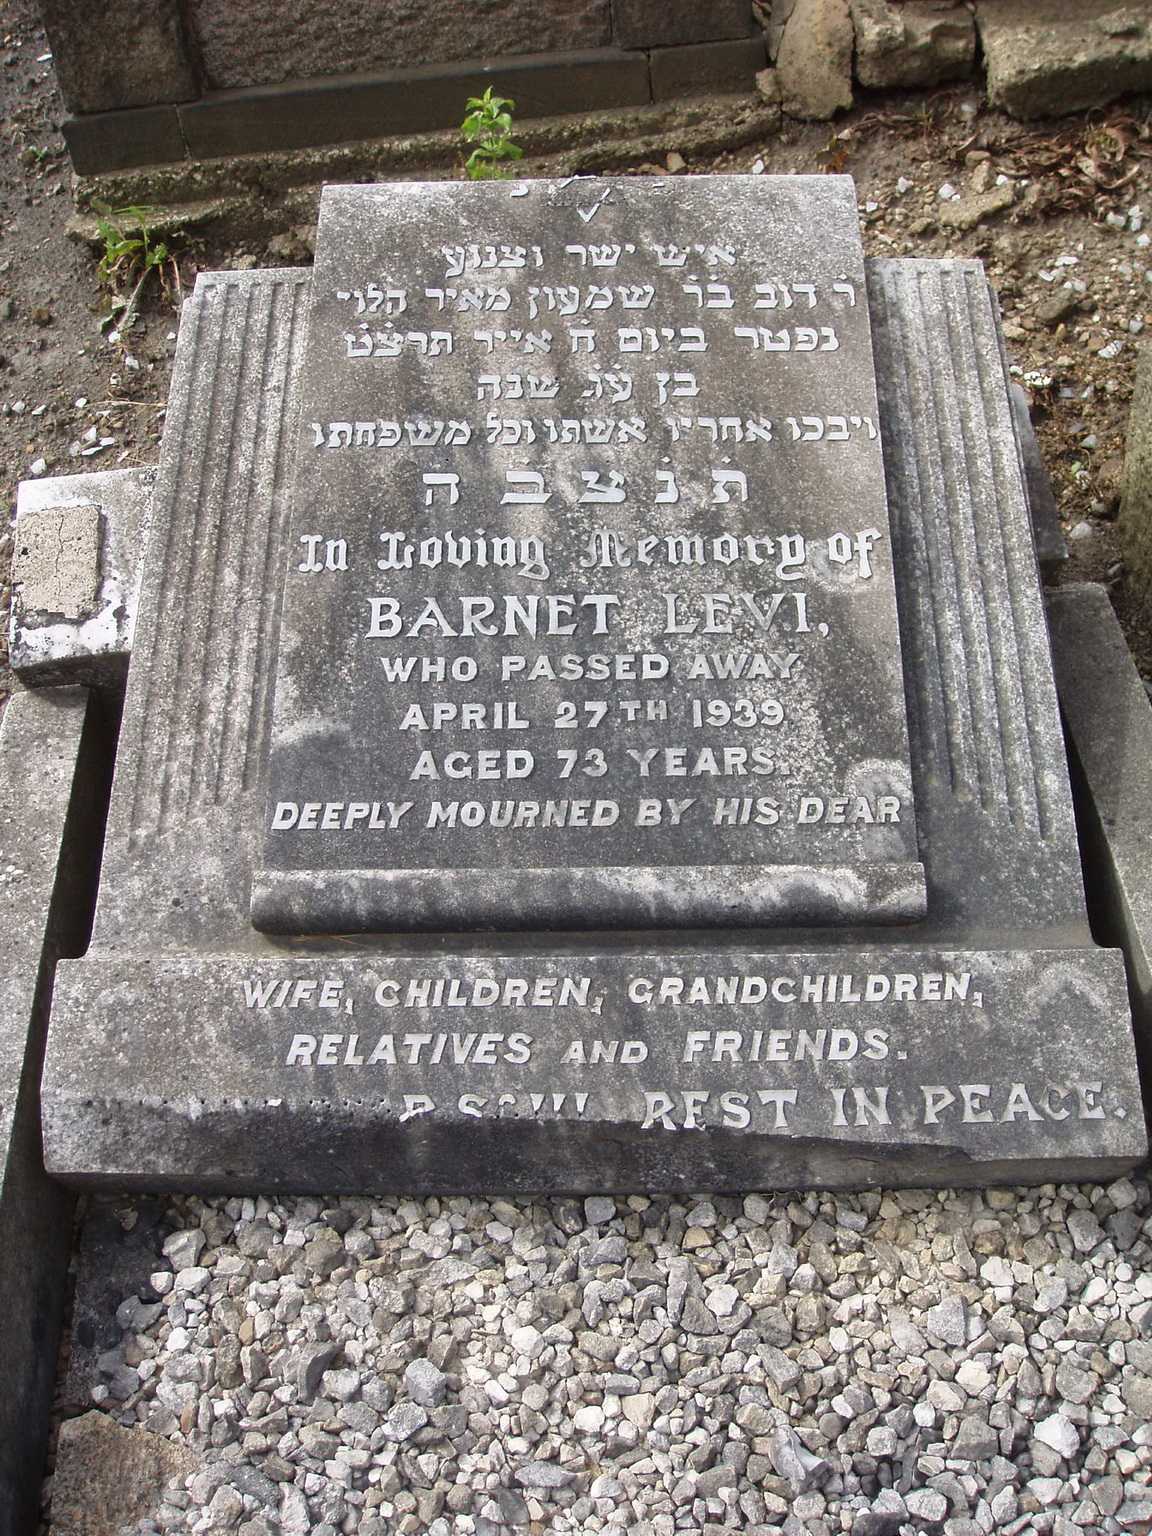 איש ישר וצנוע
ר׳ דוב ב״ר שמעון מאיר הלוי
נפטר ביום ח׳ אייר תרצ״ט
בן ע״ג שנה
ויבכו אחריו אשתו וכל משפחתו
ת נ צ ב ה
In Loving Memory of
BARNET LEVI,
WHO PASSED AWAY
APRIL 27TH 1939
AGED 73 YEARS.
DEEPLY MOURNED BY HIS DEAR
WIFE, CHILDREN, GRANDCHILDREN,
RELATIVES AND FRIENDS.
REST IN PEACE.